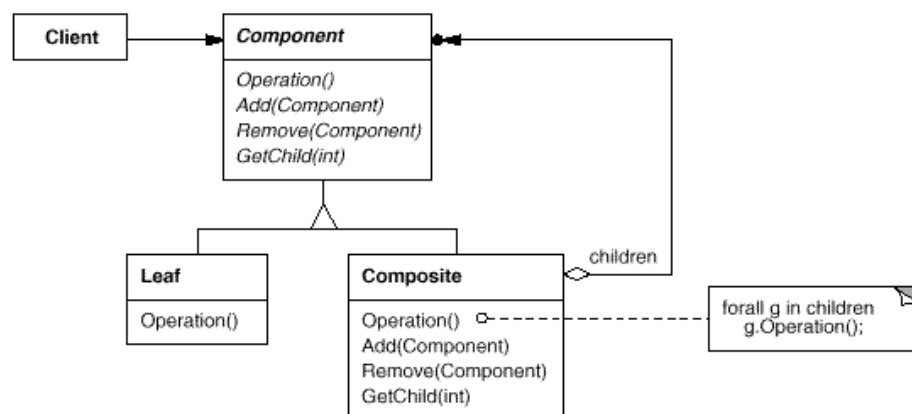 Client
Component
Operation()
Add(Component)
Remove(Component)
GetChild(int)
children
Leaf
Operation()
Composite
Operation()
Add(Component)
Remove(Component)
GetChild(int)
forall g in children
g.Operation();